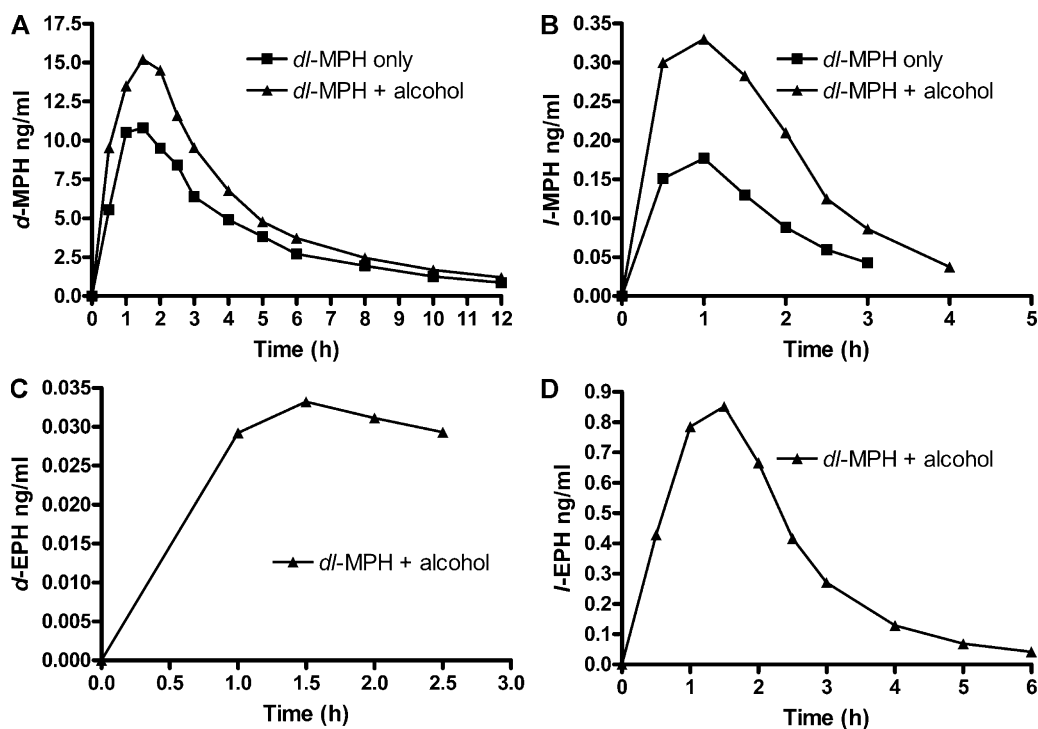 A
d-MPH ng/ml
17.5
15.0
12.5
10.0
7.5
5.0
2.5
0.0
dl-MPH only
dl-MPH + alcohol
0 1 2 3 4 5 6 7 8 9 10 11 12
Time (h)
B
l-MPH ng/ml
0.35
0.30
0.25
0.20
0.15
0.10
0.05
0.00
dl-MPH only
dl-MPH + alcohol
0 1 2 3 4 5
Time (h)
C
d-EPH ng/ml
0.035
0.030
0.025
0.020
0.015
0.010
0.005
0.000
dl-MPH + alcohol
0.0 0.5 1.0 1.5 2.0 2.5 3.0
Time (h)
D
l-EPH ng/ml
0.9
0.8
0.7
0.6
0.5
0.4
0.3
0.2
0.1
0.0
dl-MPH + alcohol
0 1 2 3 4 5 6
Time (h)